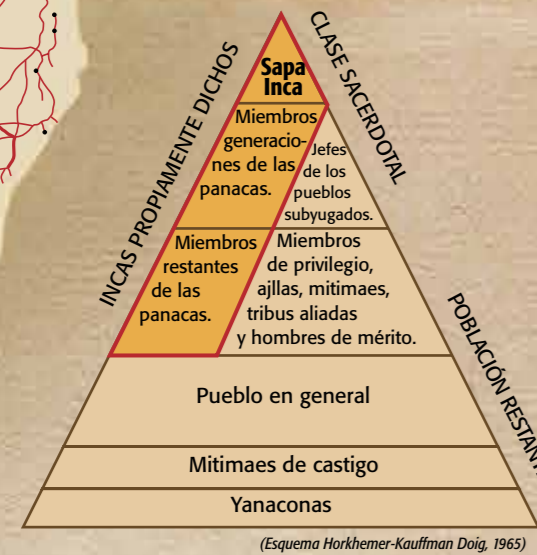 INCAS PROPIAMENTE DICHOS
CLASE SACERDOTAL
Sapa
Inca
Miembros
generacio-
nes de las
panacas.
Jefes
de los
pueblos
subyugados.
Miembros
restantes
de las
panacas.
Miembros
de privilegio,
ajllas, mitimaes,
tribus aliadas
y hombres de mérito.
POBLACIÓN
Pueblo en general
Mitimaes de castigo
Yanaconas
(Esquema Horkhemer-Kauffman Doig, 1965)